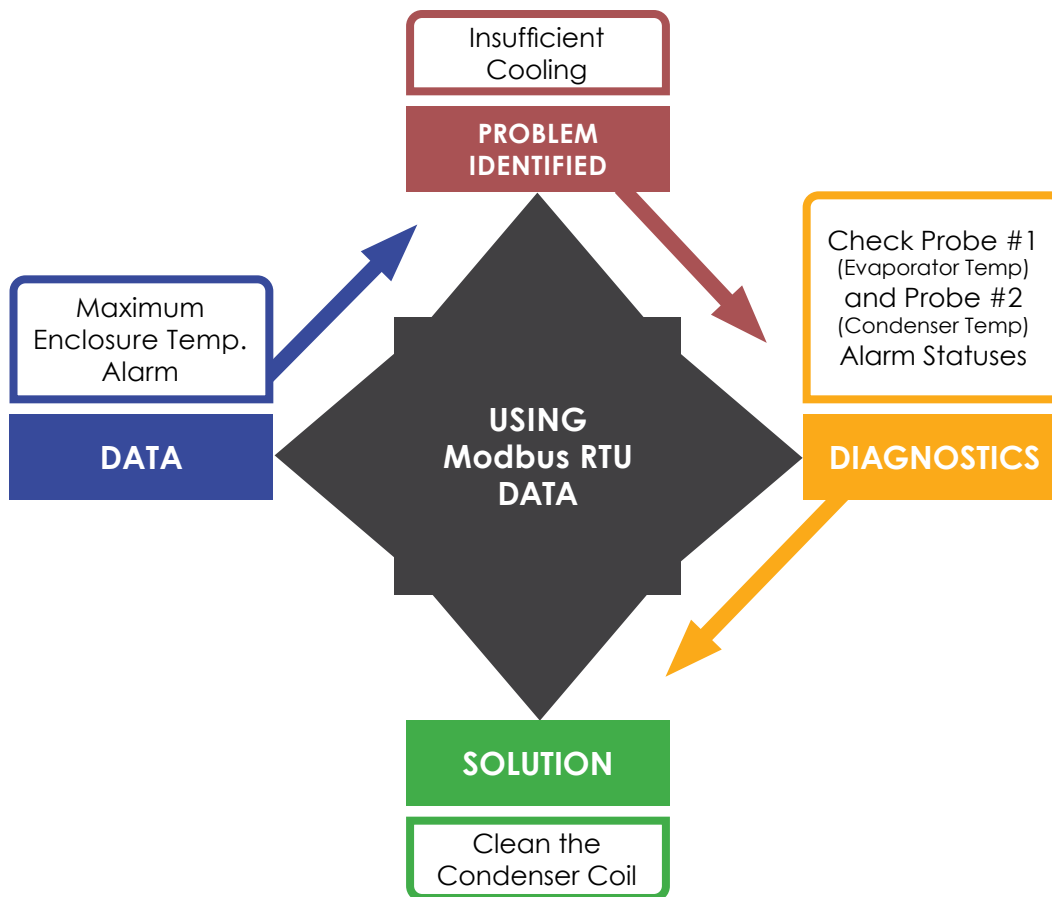 Insufficient
Cooling
PROBLEM
IDENTIFIED
Maximum
Enclosure Temp.
Alarm
DATA
USING
Modbus RTU
DATA
Check Probe #1
(Evaporator Temp)
and Probe #2
(Condenser Temp)
Alarm Statuses
DIAGNOSTICS
SOLUTION
Clean the
Condenser Coil